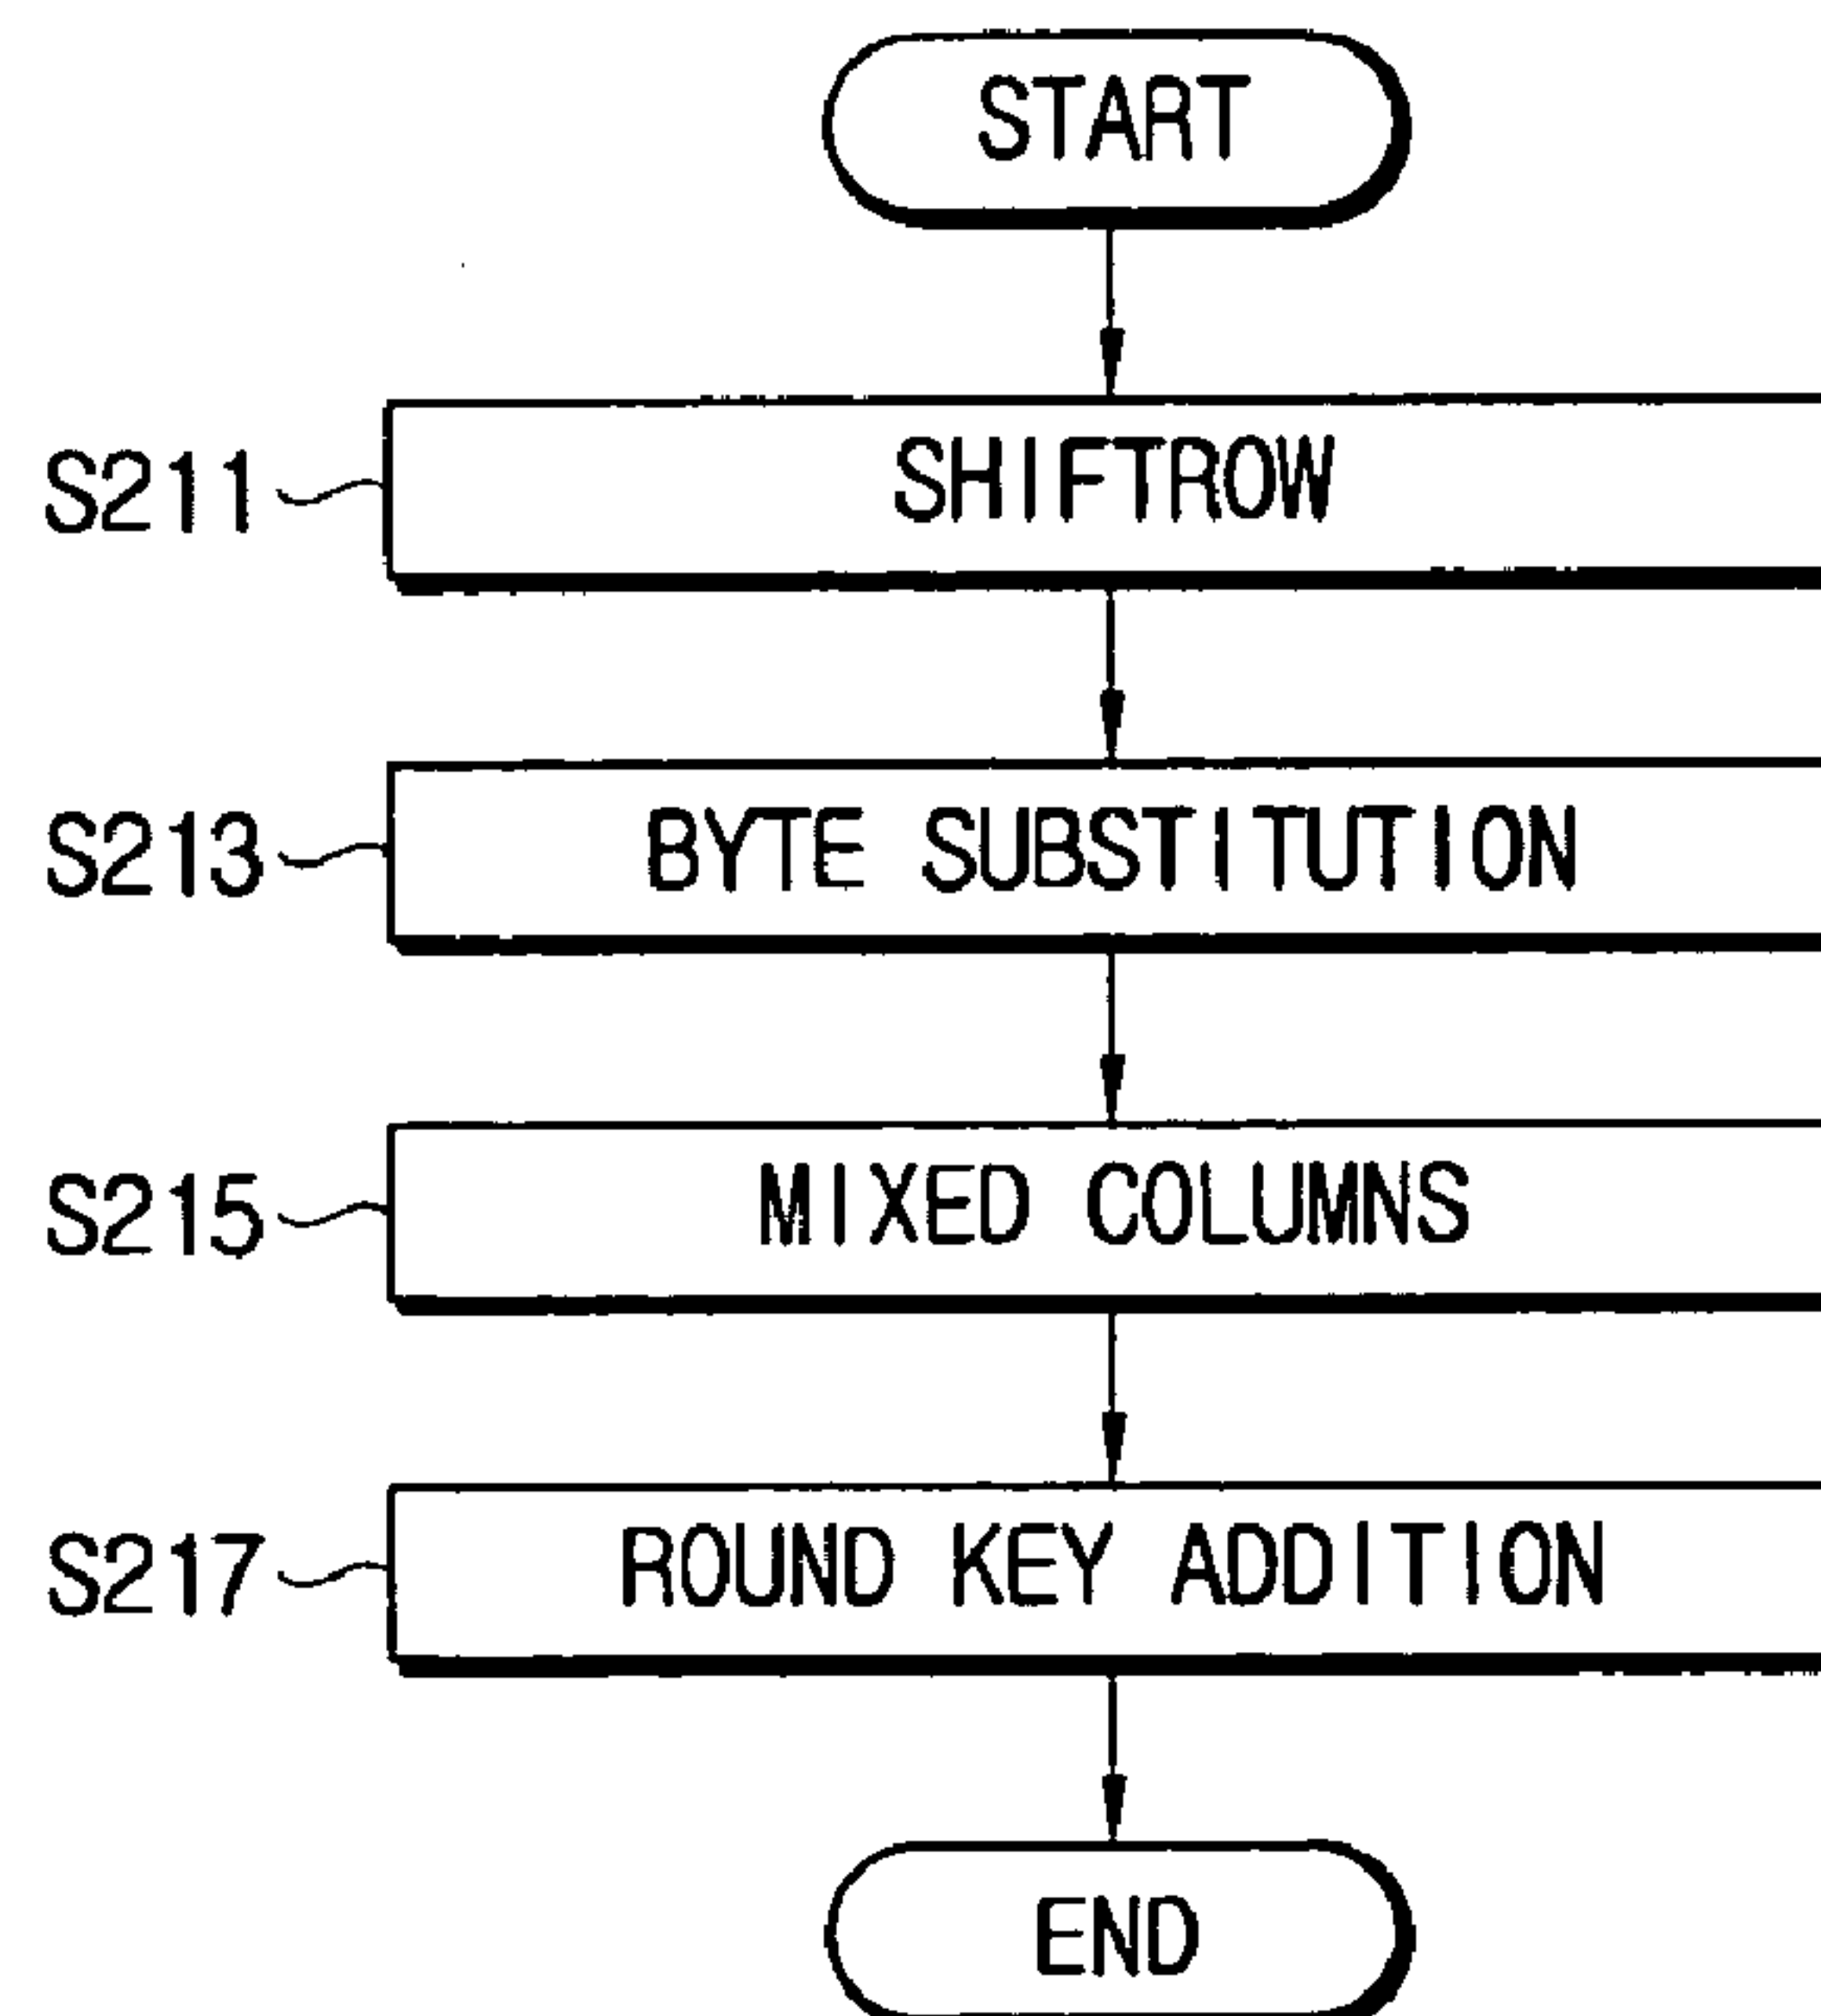 START
S211 SHIFTROW
S213 BYTE SUBSTITUTION
S215 MIXED COLUMNS
S217 ROUND KEY ADDITION
END